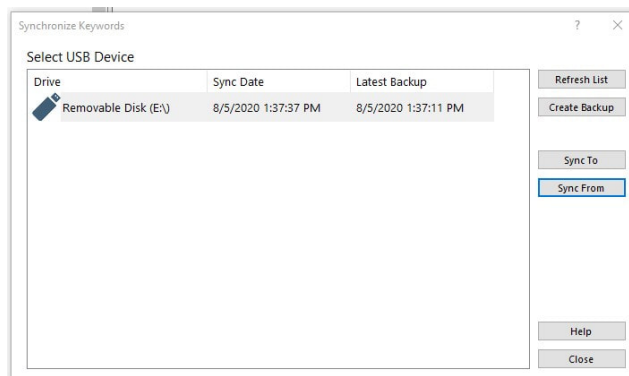 Synchronize Keywords ? ×
Select USB Device
Drive Sync Date Latest Backup
Removable Disk (E:\) 8/5/2020 1:37:37 PM 8/5/2020 1:37:11 PM
Refresh List
Create Backup
Sync To
Sync From
Help
Close